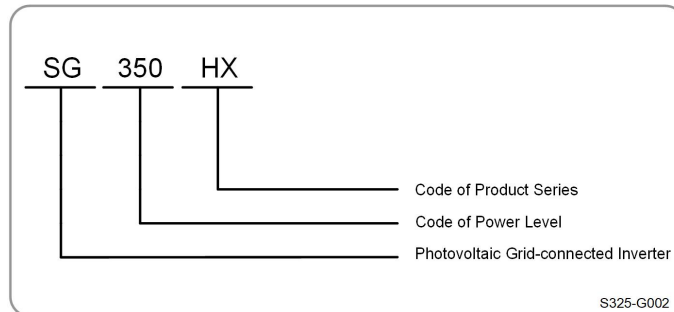 SG 350 HX
Code of Product Series
Code of Power Level
Photovoltaic Grid-connected Inverter
S325-G002